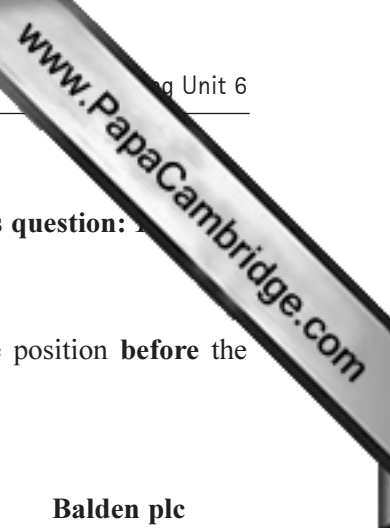 www.PapaCambridge.com
g Unit 6
s question:
position before the
Balden plc